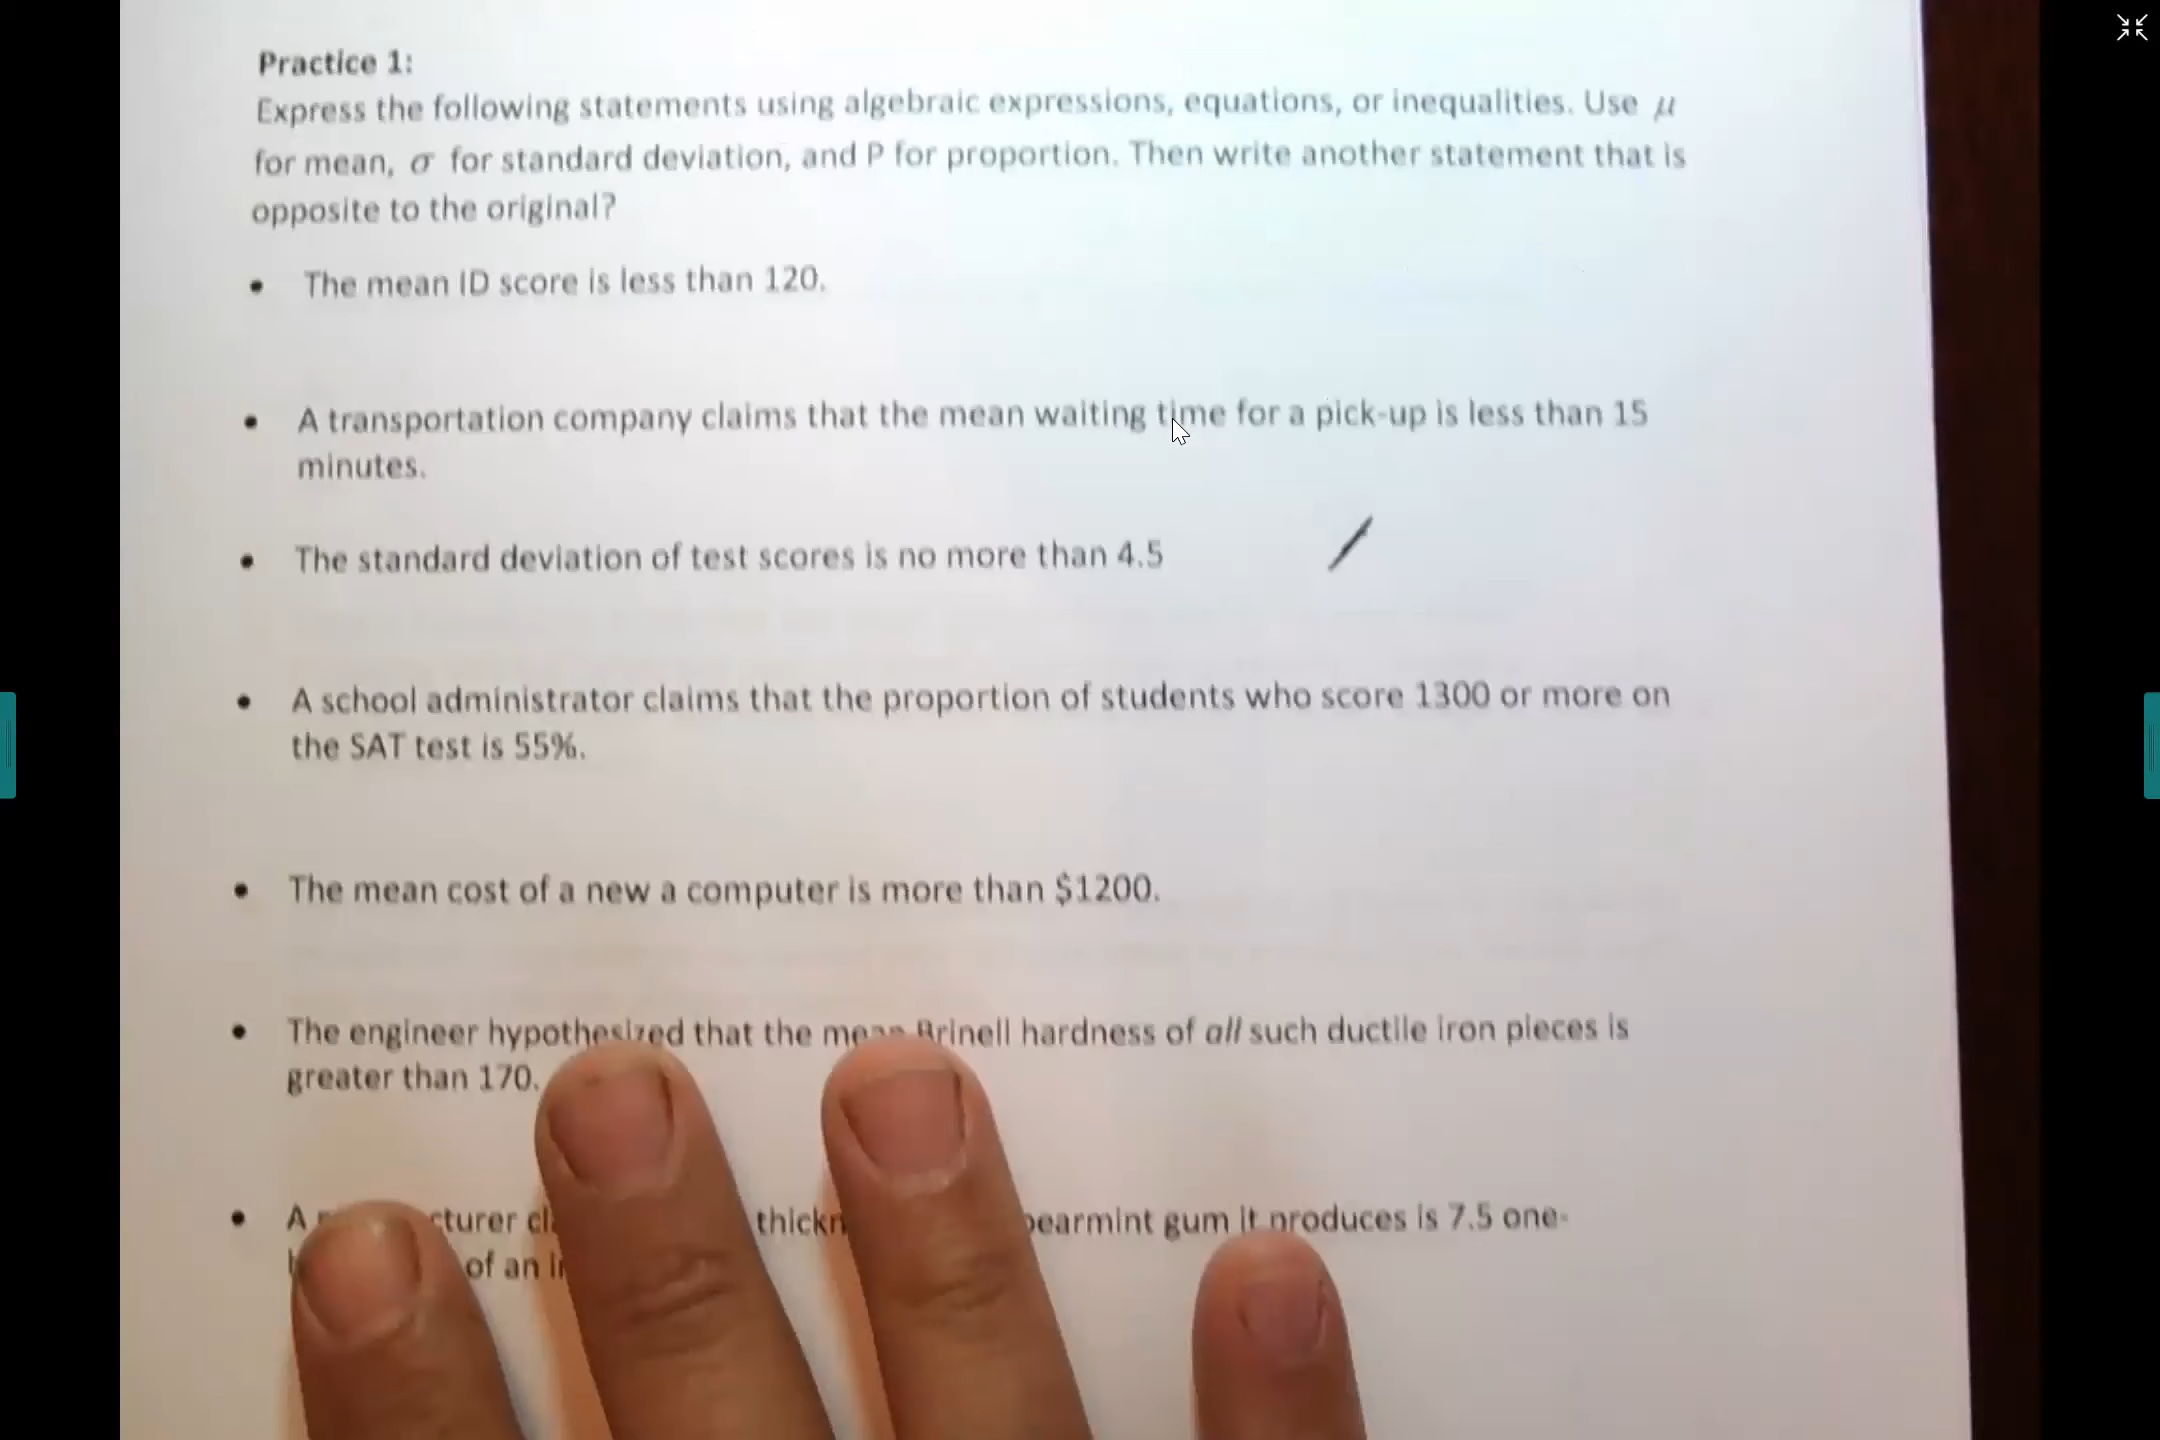 Practice 1:
Express the following statements using algebraic expressions, equations, or inequalities. Use μ
for mean, σ for standard deviation, and P for proportion. Then write another statement that is
opposite to the original?
• The mean ID score is less than 120.
• A transportation company claims that the mean waiting time for a pick-up is less than 15
minutes.
• The standard deviation of test scores is no more than 4.5
• A school administrator claims that the proportion of students who score 1300 or more on
the SAT test is 55%.
• The mean cost of a new a computer is more than $1200.
• The engineer hypothesized that the mean Brinell hardness of all such ductile iron pieces is
greater than 170.
• A gum it produces is 7.5 one-
of an